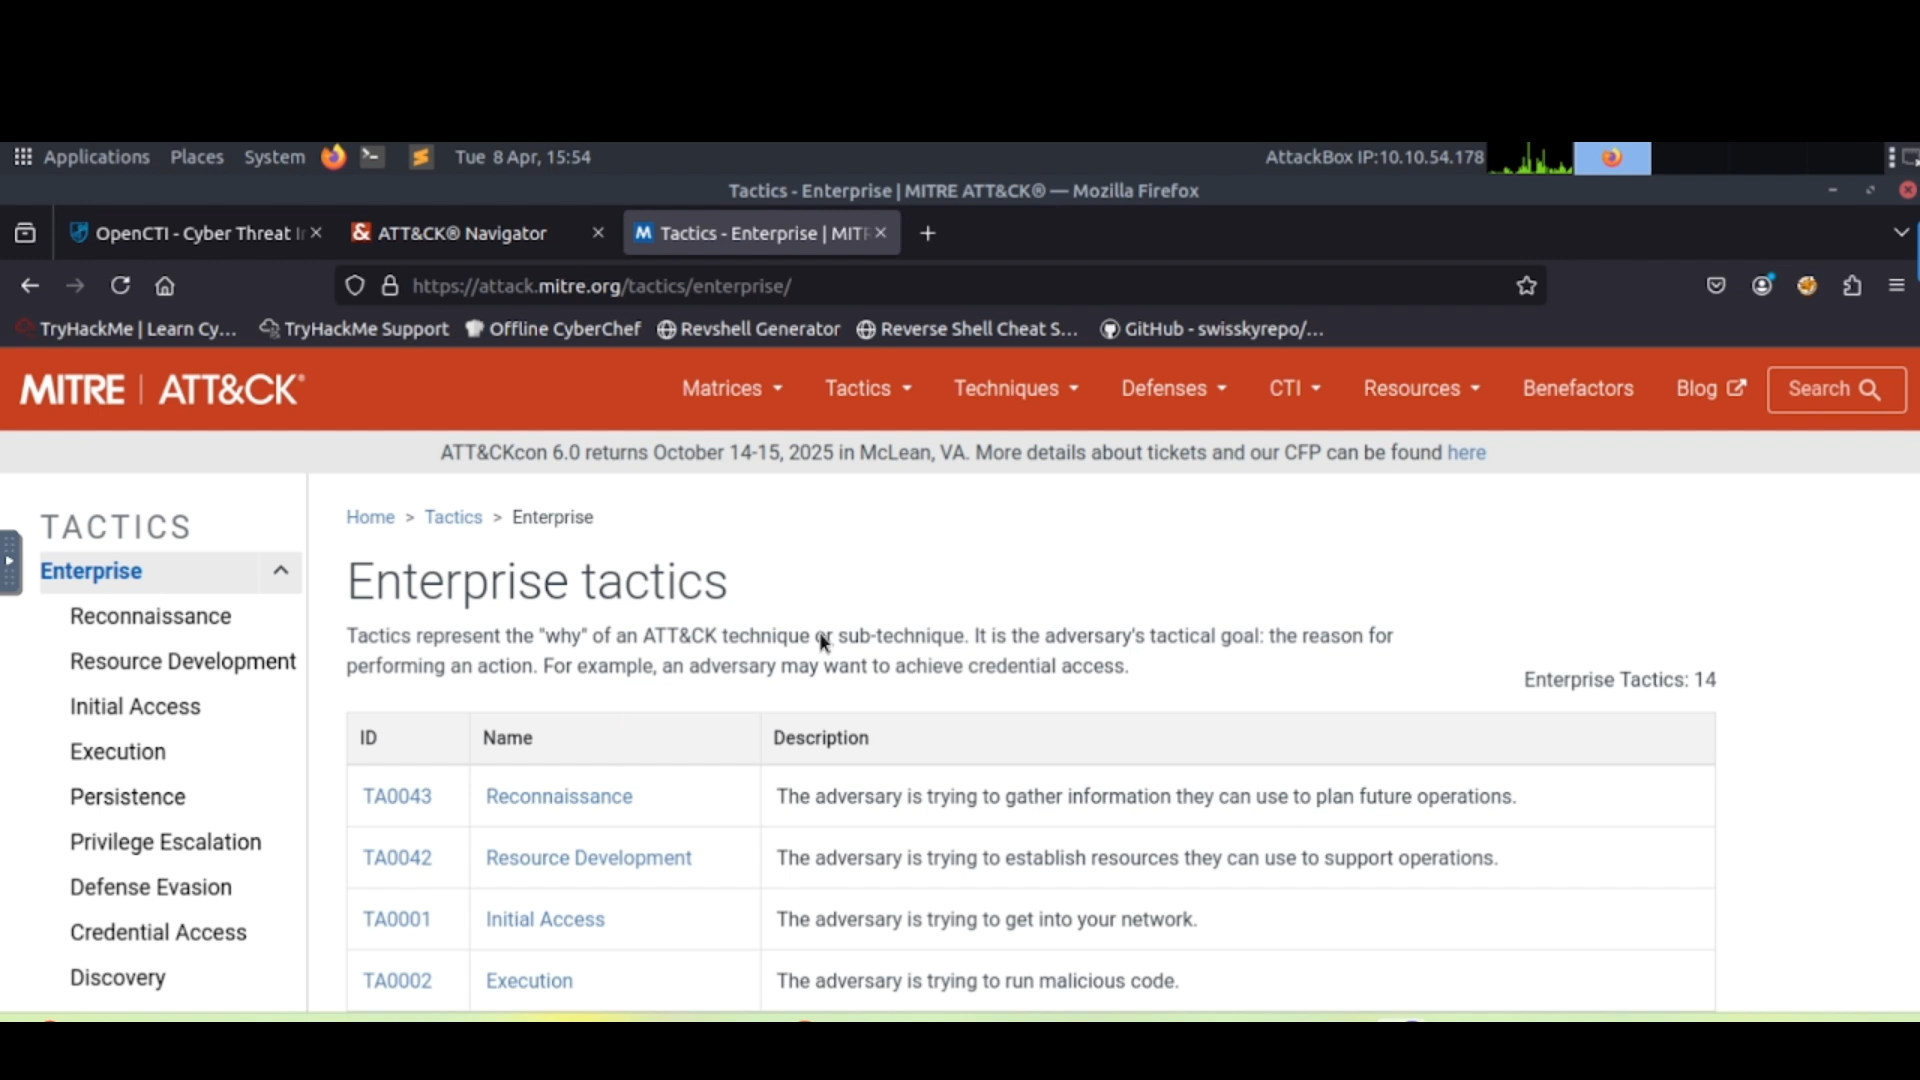 Applications Places System Tue 8 Apr, 15:54 AttackBox IP:10.10.54.178
Tactics - Enterprise | MITRE ATT&CK® — Mozilla Firefox
OpenCTI - Cyber Threat ATT&CK® Navigator Tactics - Enterprise | MIT
https://attack.mitre.org/tactics/enterprise/
TryHackMe | Learn Cy... TryHackMe Support Offline CyberChef Revshell Generator Reverse Shell Cheat S... GitHub - swisskyrepo/...
MITRE | ATT&CK® Matrices Tactics Techniques Defenses CTI Resources Benefactors Blog Search
ATT&CKcon 6.0 returns October 14-15, 2025 in McLean, VA. More details about tickets and our CFP can be found here
TACTICS
Enterprise
Reconnaissance
Resource Development
Initial Access
Execution
Persistence
Privilege Escalation
Defense Evasion
Credential Access
Discovery
Home > Tactics > Enterprise
Enterprise tactics
Tactics represent the "why" of an ATT&CK technique or sub-technique. It is the adversary's tactical goal: the reason for
performing an action. For example, an adversary may want to achieve credential access.
Enterprise Tactics: 14
ID Name Description
TA0043 Reconnaissance The adversary is trying to gather information they can use to plan future operations.
TA0042 Resource Development The adversary is trying to establish resources they can use to support operations.
TA0001 Initial Access The adversary is trying to get into your network.
TA0002 Execution The adversary is trying to run malicious code.